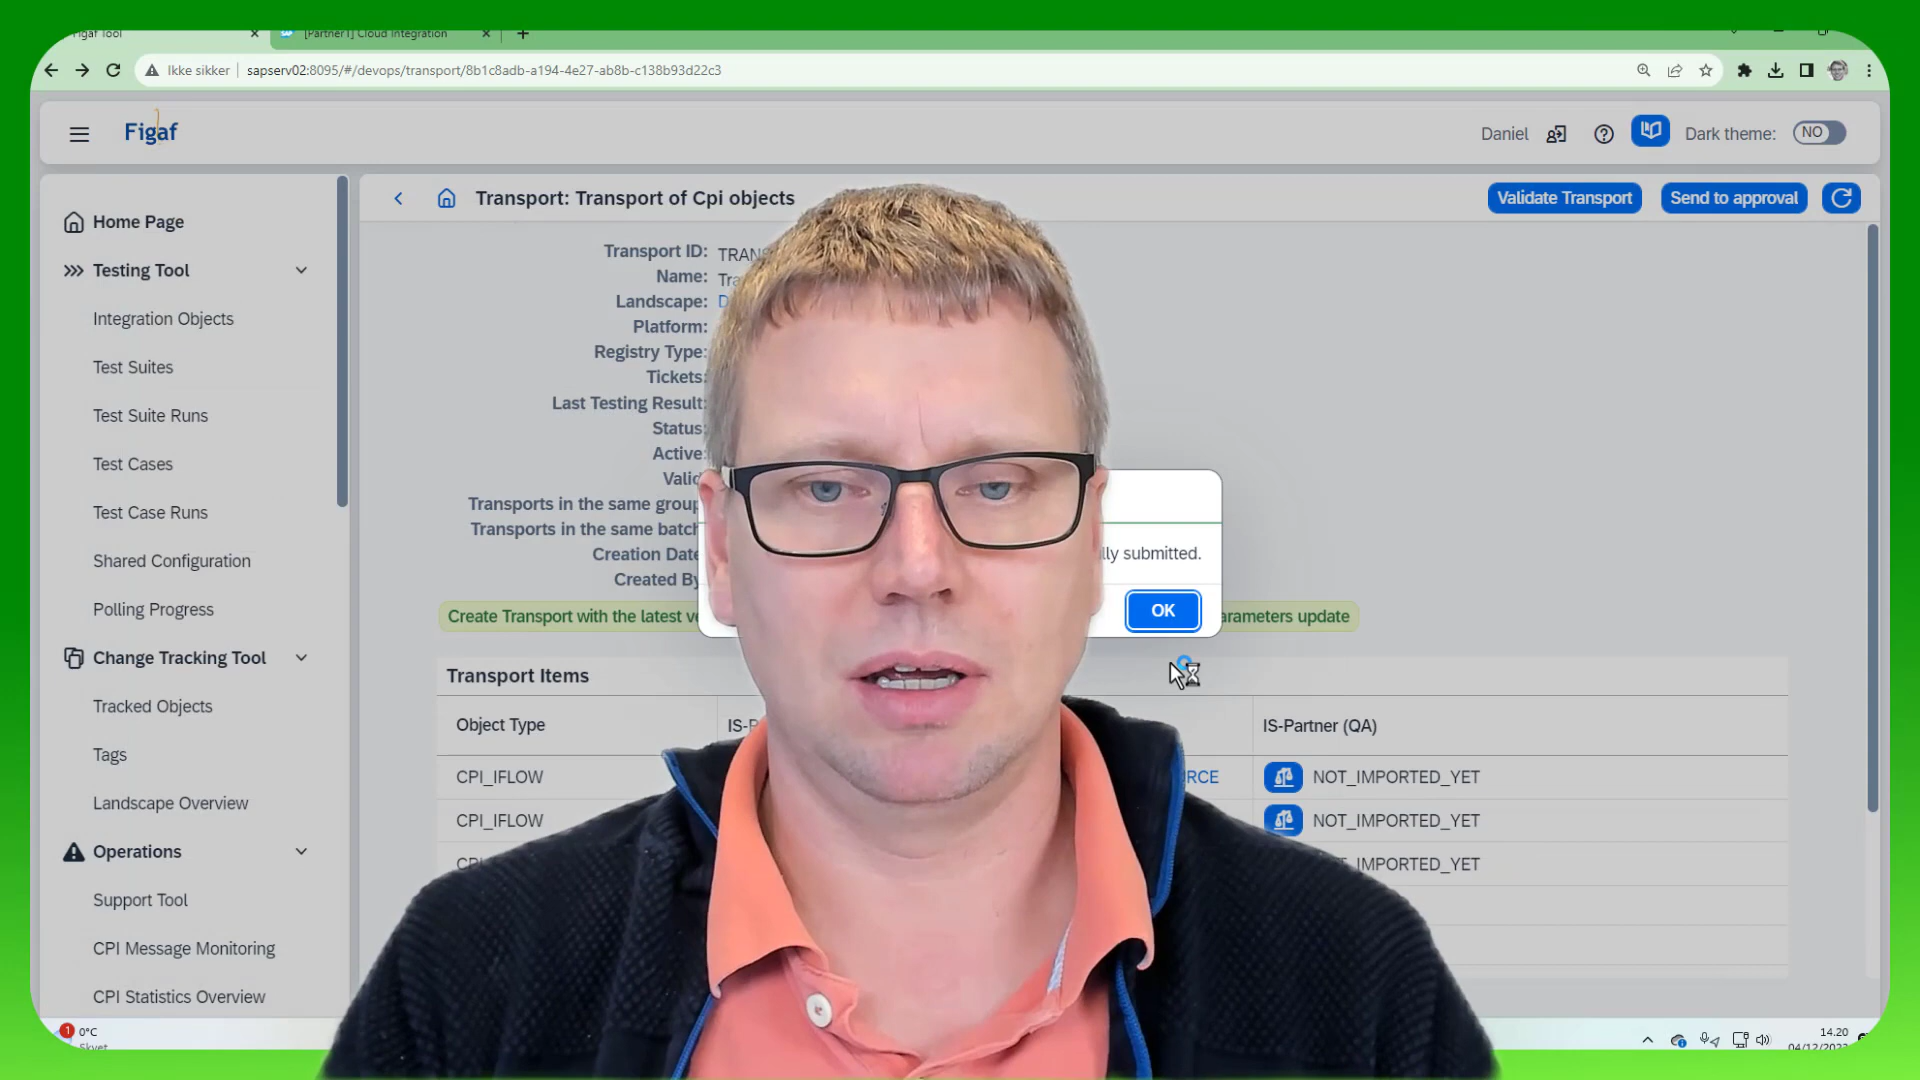 Figaf Tool
[Partner1] Cloud Integration
Ikke sikker
sapserv02:8095/#/devops/transport/8b1c8adb-a194-4e27-ab8b-c138b93d22c3
Figaf
Daniel
Dark theme:
NO
Home Page
Testing Tool
Integration Objects
Test Suites
Test Suite Runs
Test Cases
Test Case Runs
Shared Configuration
Polling Progress
Change Tracking Tool
Tracked Objects
Tags
Landscape Overview
Operations
Support Tool
CPI Message Monitoring
CPI Statistics Overview
Transport: Transport of Cpi objects
Validate Transport
Send to approval
Transport ID:
Name:
Landscape:
Platform:
Registry Type:
Tickets:
Last Testing Result:
Status:
Active:
Valid
Transports in the same group
Transports in the same batch
Creation Date
Created By
submitted.
OK
Create Transport with the latest
update
Transport Items
Object Type
IS-Partner (QA)
CPI_IFLOW
NOT_IMPORTED_YET
CPI_IFLOW
NOT_IMPORTED_YET
1
0°C
14.20